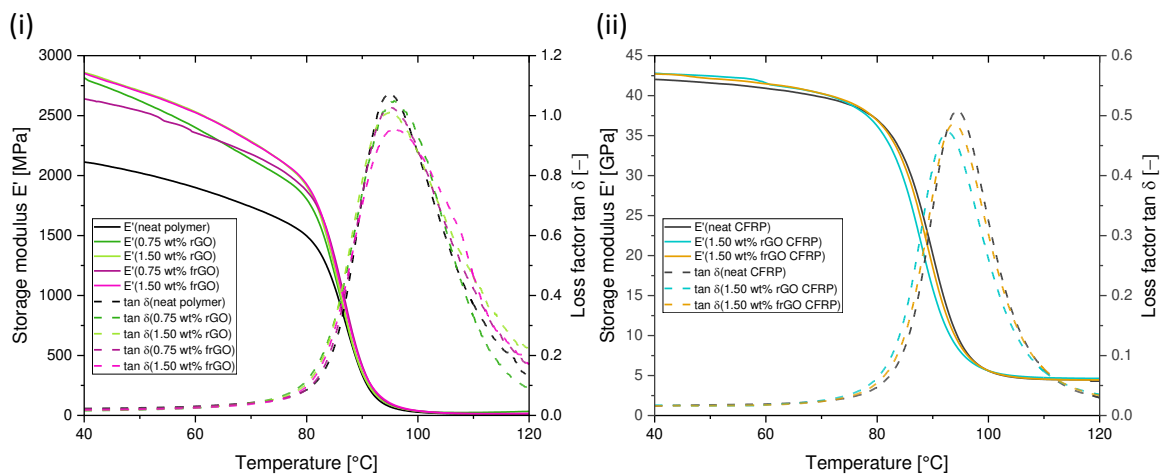 (i)
3000
2500
2000
1500
1000
500
0
Storage modulus E' [MPa]
1.2
1.0
0.8
0.6
0.4
0.2
0.0
Loss factor tan δ [−]
E'(neat polymer)
E'(0.75 wt% rGO)
E'(1.50 wt% rGO)
E'(0.75 wt% frGO)
E'(1.50 wt% frGO)
tan δ(neat polymer)
tan δ(0.75 wt% rGO)
tan δ(1.50 wt% rGO)
tan δ(0.75 wt% frGO)
tan δ(1.50 wt% frGO)
40 60 80 100 120
Temperature [°C]
(ii)
45
40
35
30
25
20
15
10
5
0
Storage modulus E' [GPa]
0.6
0.5
0.4
0.3
0.2
0.1
0.0
Loss factor tan δ [−]
E'(neat CFRP)
E'(1.50 wt% rGO CFRP)
E'(1.50 wt% frGO CFRP)
tan δ(neat CFRP)
tan δ(1.50 wt% rGO CFRP)
tan δ(1.50 wt% frGO CFRP)
40 60 80 100 120
Temperature [°C]